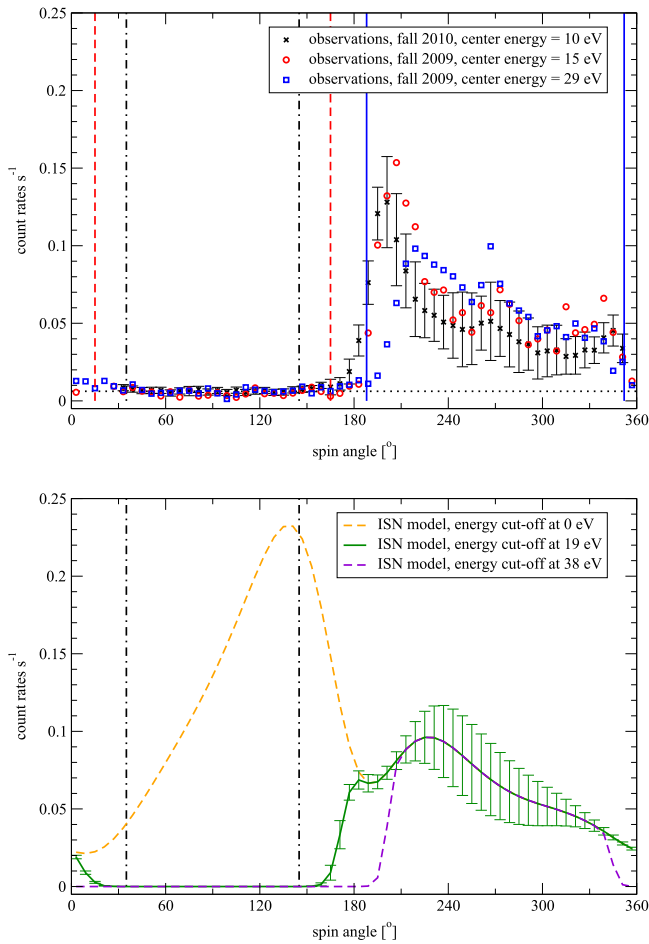 0.25
observations, fall 2010, center energy = 10 eV
observations, fall 2009, center energy = 15 eV
observations, fall 2009, center energy = 29 eV
0.2
0.15
0.1
0.05
0
count rates s⁻¹
0 60 120 180 240 300 360
spin angle [°]
0.25
ISN model, energy cut-off at 0 eV
ISN model, energy cut-off at 19 eV
ISN model, energy cut-off at 38 eV
0.2
0.15
0.1
0.05
0
count rates s⁻¹
0 60 120 180 240 300 360
spin angle [°]